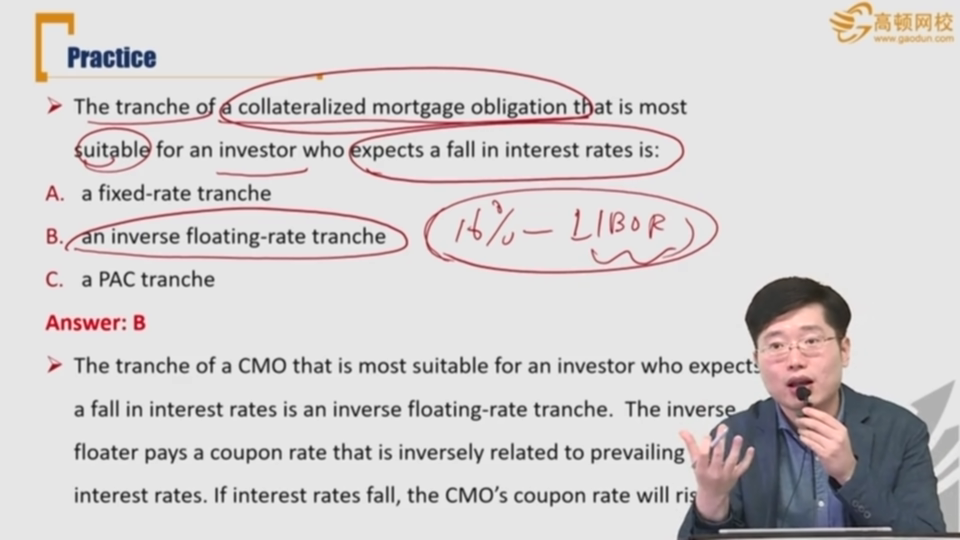 高顿网校
www.gaodun.com
Practice
The tranche of a collateralized mortgage obligation that is most
suitable for an investor who expects a fall in interest rates is:
A. a fixed-rate tranche
B. an inverse floating-rate tranche
16% - LIBOR
C. a PAC tranche
Answer: B
The tranche of a CMO that is most suitable for an investor who expects
a fall in interest rates is an inverse floating-rate tranche. The inverse
floater pays a coupon rate that is inversely related to prevailing
interest rates. If interest rates fall, the CMO's coupon rate will